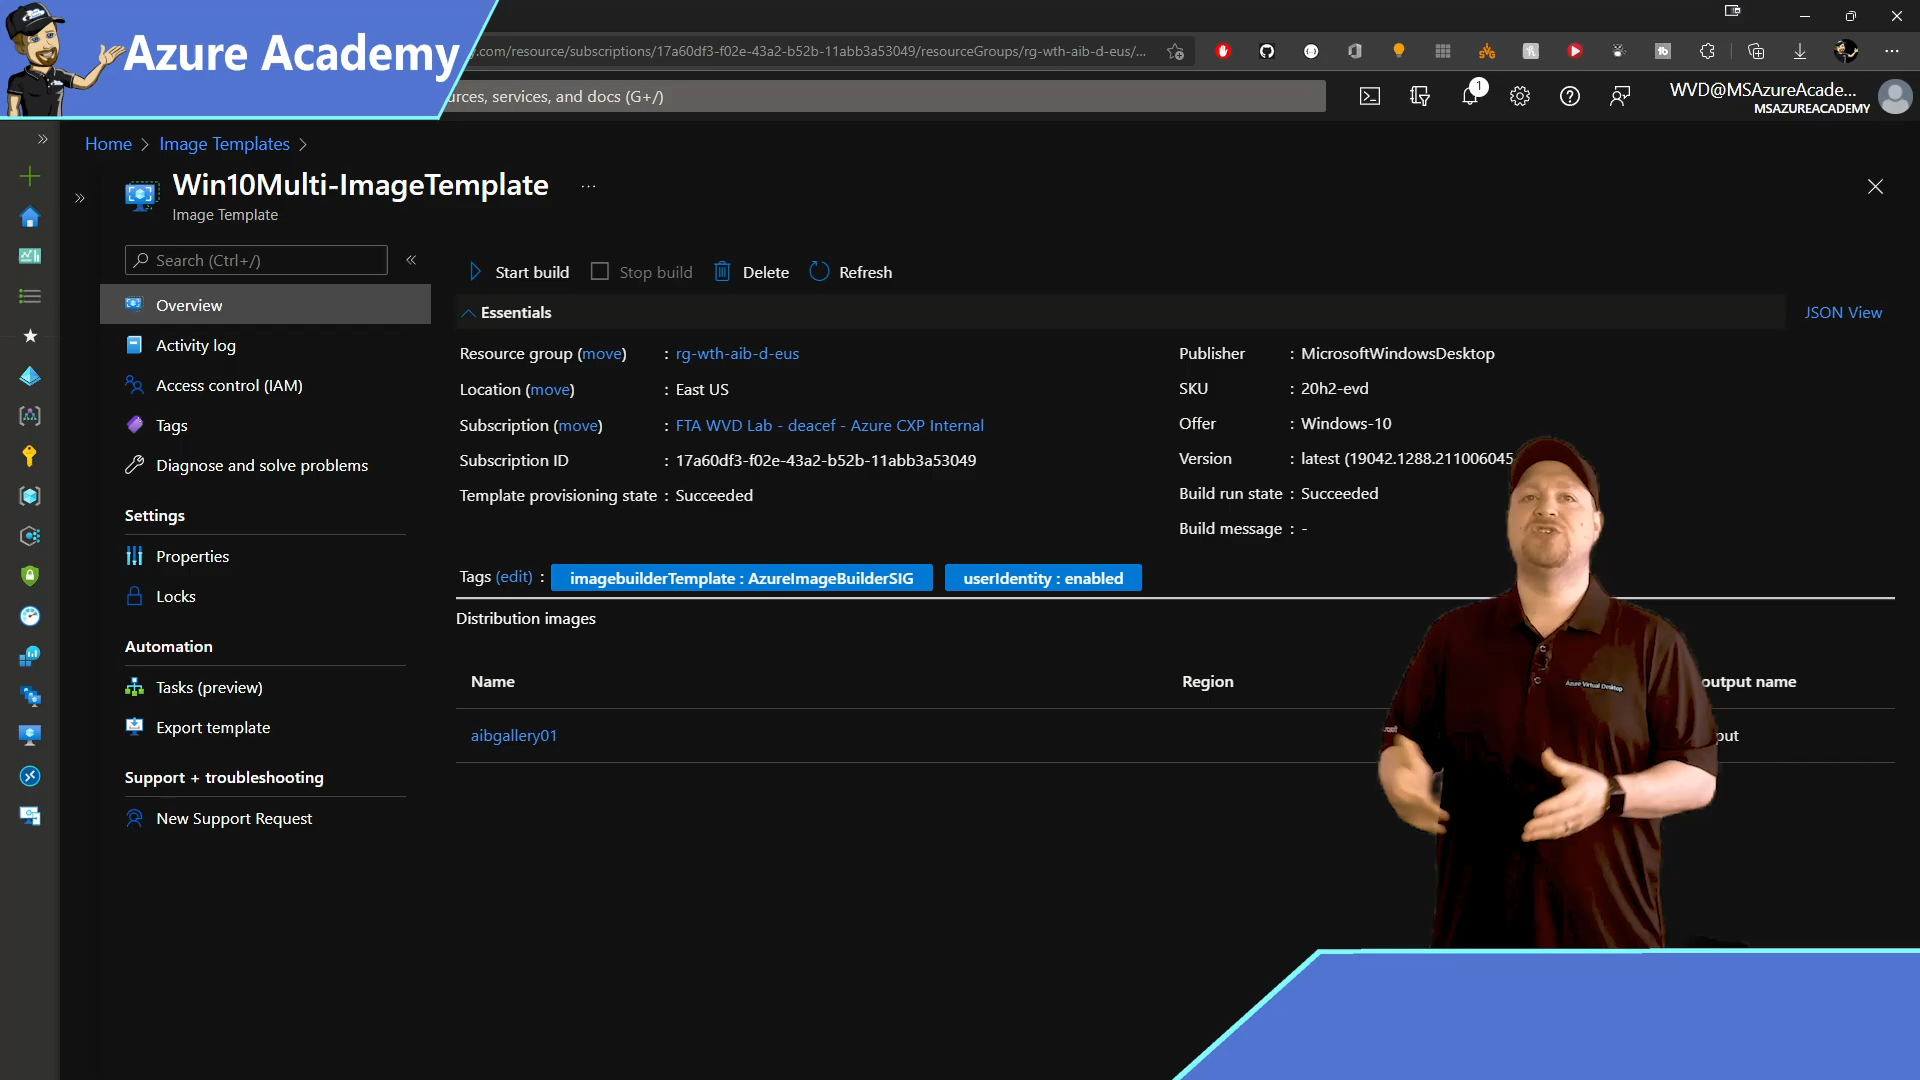 Azure Academy
.com/resource/subscriptions/17a60df3-f02e-43a2-b52b-11abb3a53049/resourceGroups/rg-wth-aib-d-eus/...
urces, services, and docs (G+/)
1
WVD@MSAzureAcade...
MSAZUREACADEMY
Home > Image Templates >
Win10Multi-ImageTemplate ...
Image Template
Search (Ctrl+/)
Start build Stop build Delete Refresh
Overview
Activity log
Access control (IAM)
Tags
Diagnose and solve problems
Settings
Properties
Locks
Automation
Tasks (preview)
Export template
Support + troubleshooting
New Support Request
Essentials
JSON View
Resource group (move) : rg-wth-aib-d-eus
Location (move) : East US
Subscription (move) : FTA WVD Lab - deacef - Azure CXP Internal
Subscription ID : 17a60df3-f02e-43a2-b52b-11abb3a53049
Template provisioning state : Succeeded
Publisher : MicrosoftWindowsDesktop
SKU : 20h2-evd
Offer : Windows-10
Version : latest (19042.1288.211006045
Build run state : Succeeded
Build message : -
Tags (edit) : imagebuilderTemplate : AzureImageBuilderSIG userIdentity : enabled
Distribution images
Name Region output name
aibgallery01 put
Azure Virtual Desktop